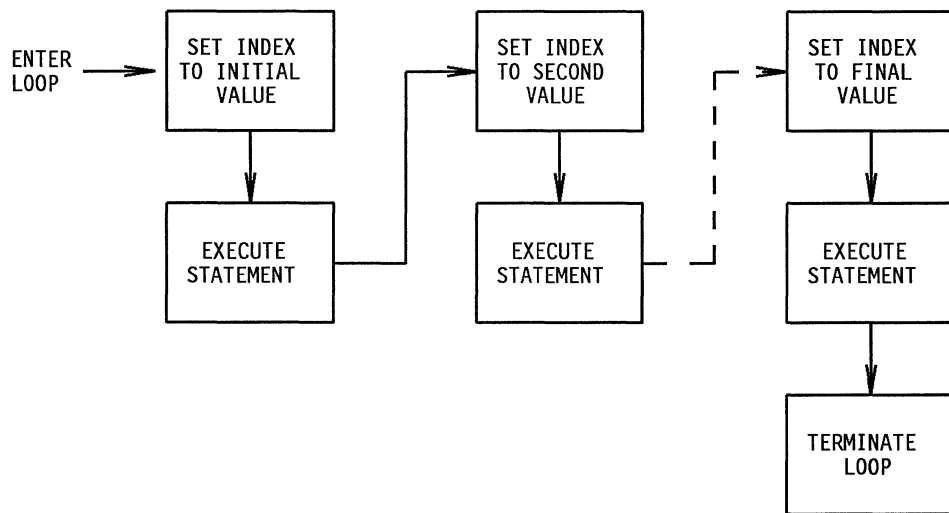 ENTER
LOOP
SET INDEX
TO INITIAL
VALUE
EXECUTE
STATEMENT
SET INDEX
TO SECOND
VALUE
EXECUTE
STATEMENT
SET INDEX
TO FINAL
VALUE
EXECUTE
STATEMENT
TERMINATE
LOOP